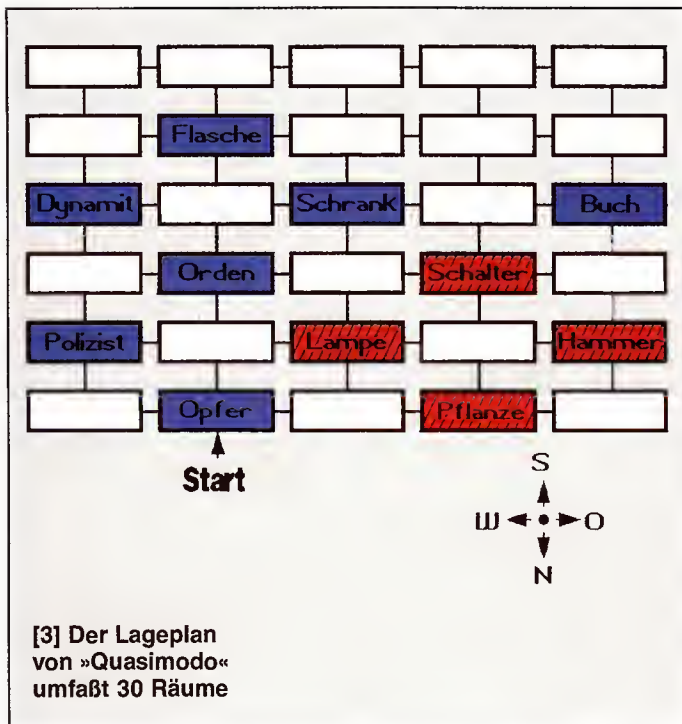 Flasche
Dynamit Schrank Buch
Orden Schalter
Polizist Lampe Hammer
Opfer Pflanze
Start
S
W O
N
[3] Der Lageplan
von »Quasimodo«
umfaßt 30 Räume